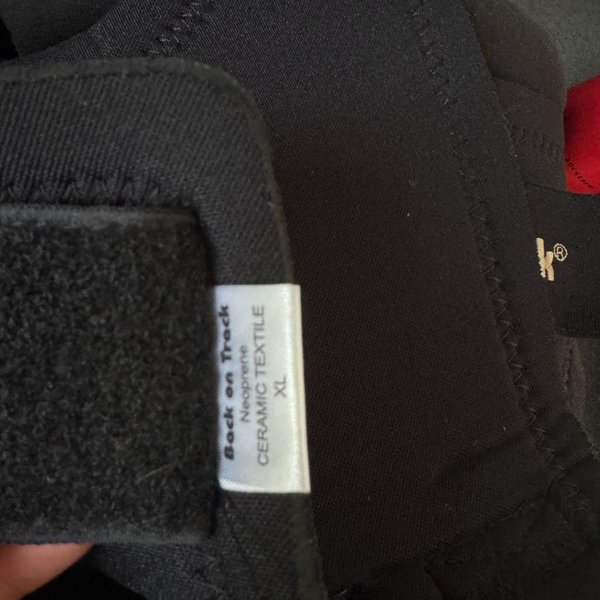 Back on Track
Neoprene
CERAMIC TEXTILE
XL
k®